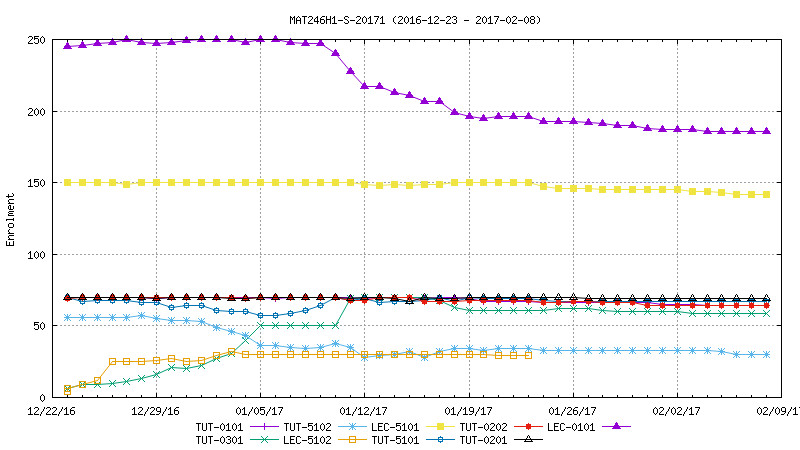 MAT246H1-S-20171 (2016-12-23 - 2017-02-08)
250
200
150
100
50
0
Enrolment
12/22/16 12/29/16 01/05/17 01/12/17 01/19/17 01/26/17 02/02/17 02/09/17
TUT-0101 TUT-5102 LEC-5101 TUT-0202 LEC-0101
TUT-0301 LEC-5102 TUT-5101 TUT-0201